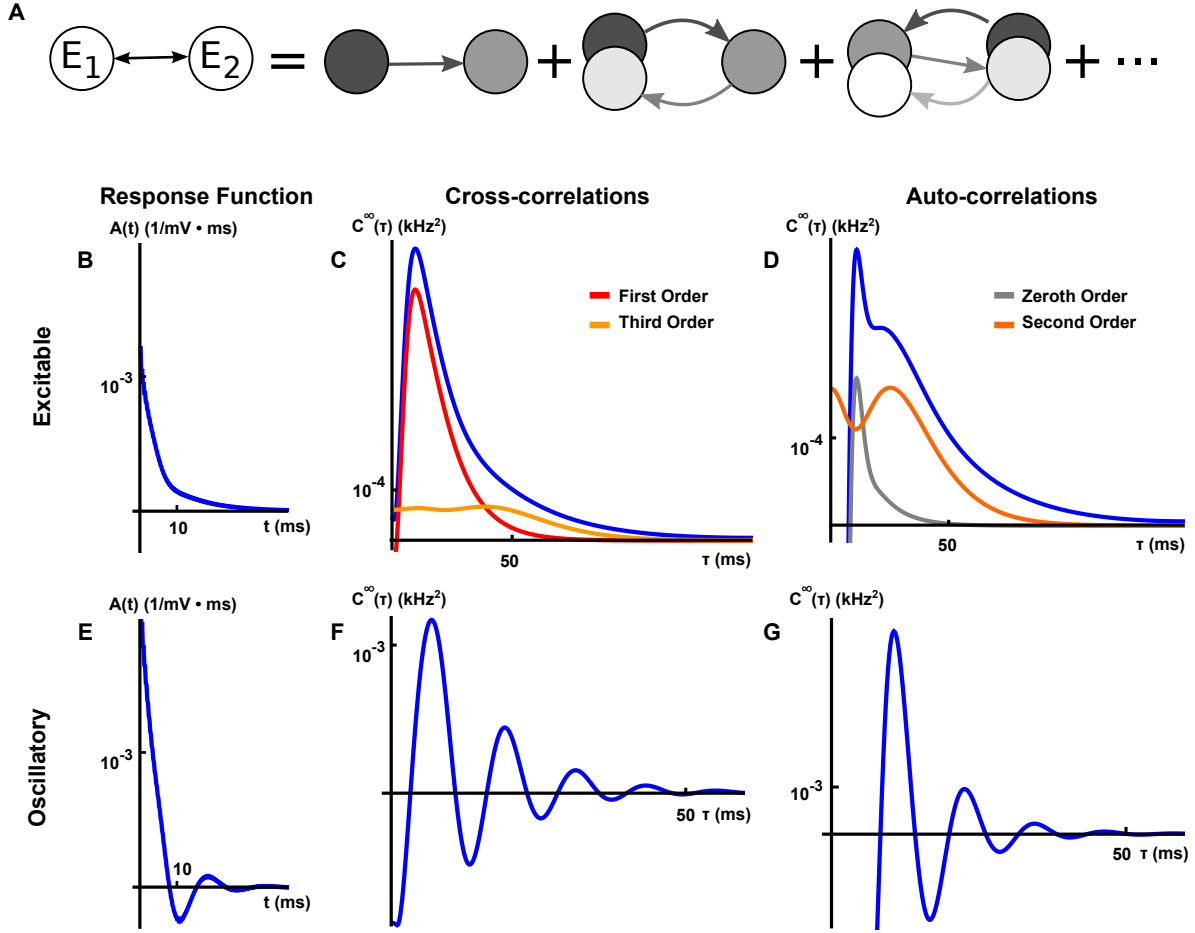 A
E₁ E₂ = + + + ...
Response Function Cross-correlations Auto-correlations
Excitable
B
A(t) (1/mV • ms)
10⁻³
10
t (ms)
C
C^∞(τ) (kHz²)
First Order
Third Order
10⁻⁴
50
τ (ms)
D
C^∞(τ) (kHz²)
Zeroth Order
Second Order
10⁻⁴
50
τ (ms)
Oscillatory
E
A(t) (1/mV • ms)
10⁻³
10
t (ms)
F
C^∞(τ) (kHz²)
10⁻³
50 τ (ms)
G
C^∞(τ) (kHz²)
10⁻³
50 τ (ms)